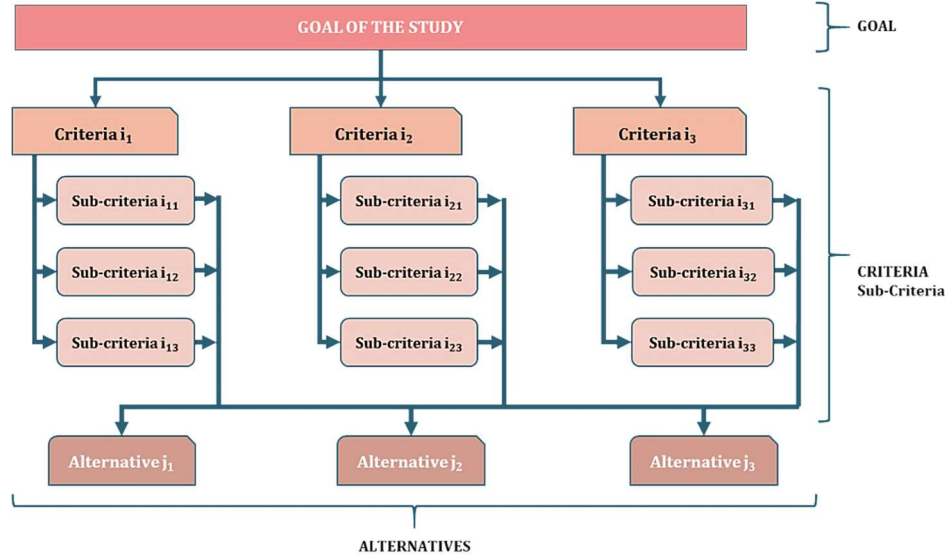 GOAL OF THE STUDY
GOAL
Criteria i₁
Criteria i₂
Criteria i₃
Sub-criteria i₁₁
Sub-criteria i₂₁
Sub-criteria i₃₁
Sub-criteria i₁₂
Sub-criteria i₂₂
Sub-criteria i₃₂
CRITERIA
Sub-Criteria
Sub-criteria i₁₃
Sub-criteria i₂₃
Sub-criteria i₃₃
Alternative j₁
Alternative j₂
Alternative j₃
ALTERNATIVES